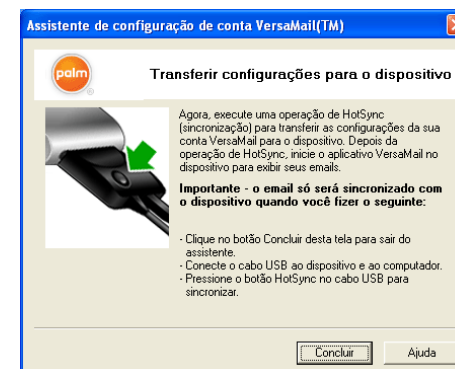 Assistente de configuração de conta VersaMail(TM)
palm
Transferir configurações para o dispositivo
Agora, execute uma operação de HotSync
(sincronização) para transferir as configurações da sua
conta VersaMail para o dispositivo. Depois da
operação de HotSync, inicie o aplicativo VersaMail no
dispositivo para exibir seus emails.
Importante - o email só será sincronizado com
o dispositivo quando você fizer o seguinte:
- Clique no botão Concluir desta tela para sair do
assistente.
- Conecte o cabo USB ao dispositivo e ao computador.
- Pressione o botão HotSync no cabo USB para
sincronizar.
Concluir
Ajuda